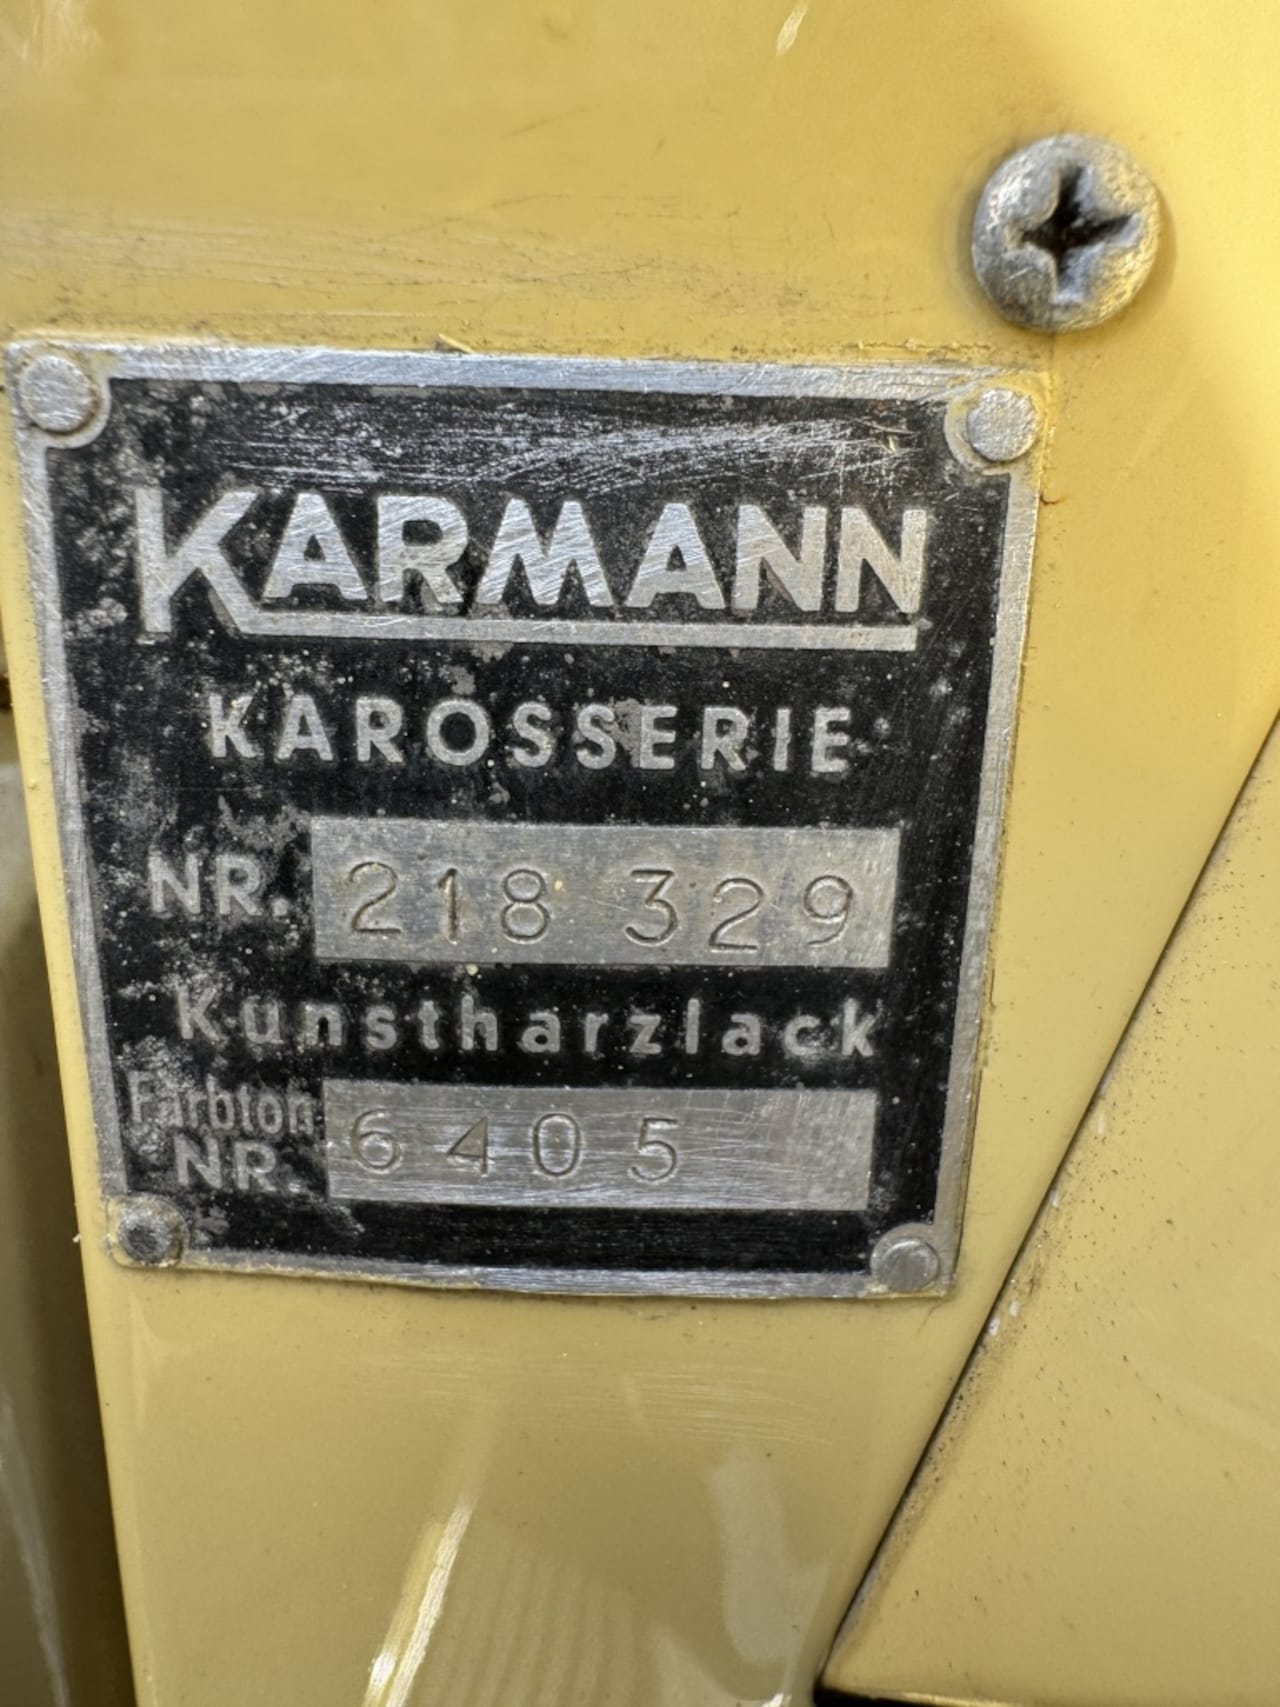 KARMANN
KAROSSERIE
NR. 218 329
Kunstharzlack
Farbton
NR. 6405